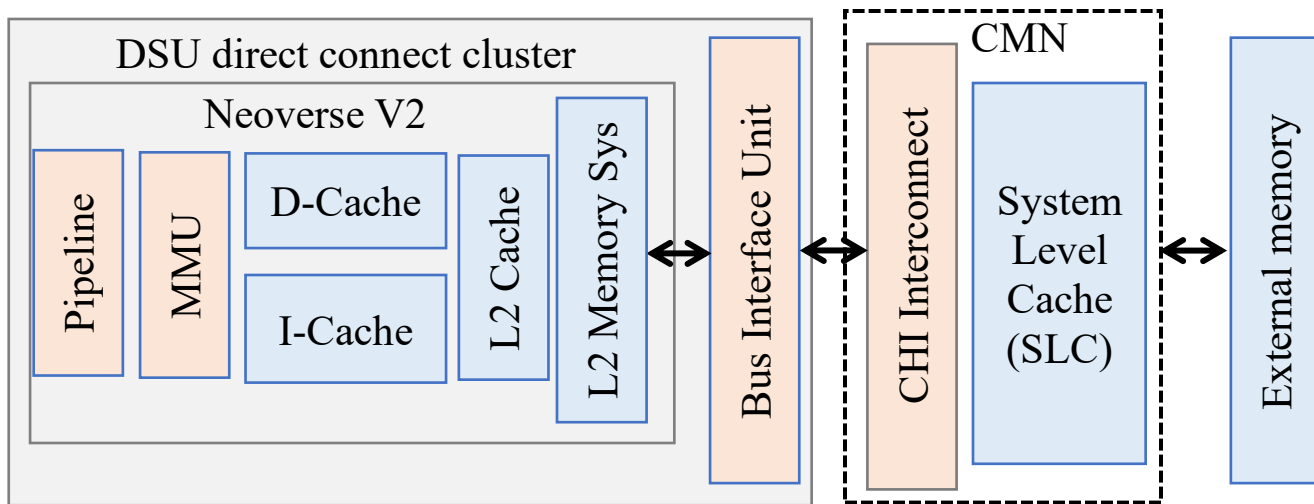 DSU direct connect cluster
Neoverse V2
Pipeline
MMU
D-Cache
I-Cache
L2 Cache
L2 Memory Sys
Bus Interface Unit
CMN
CHI Interconnect
System
Level
Cache
(SLC)
External memory